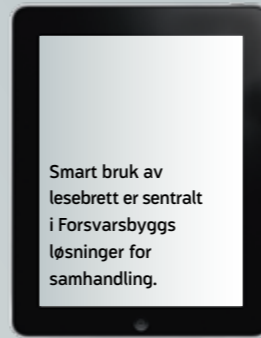 Smart bruk av
lesebrett er sentralt
i Forsvarsbyggs
løsninger for
samhandling.